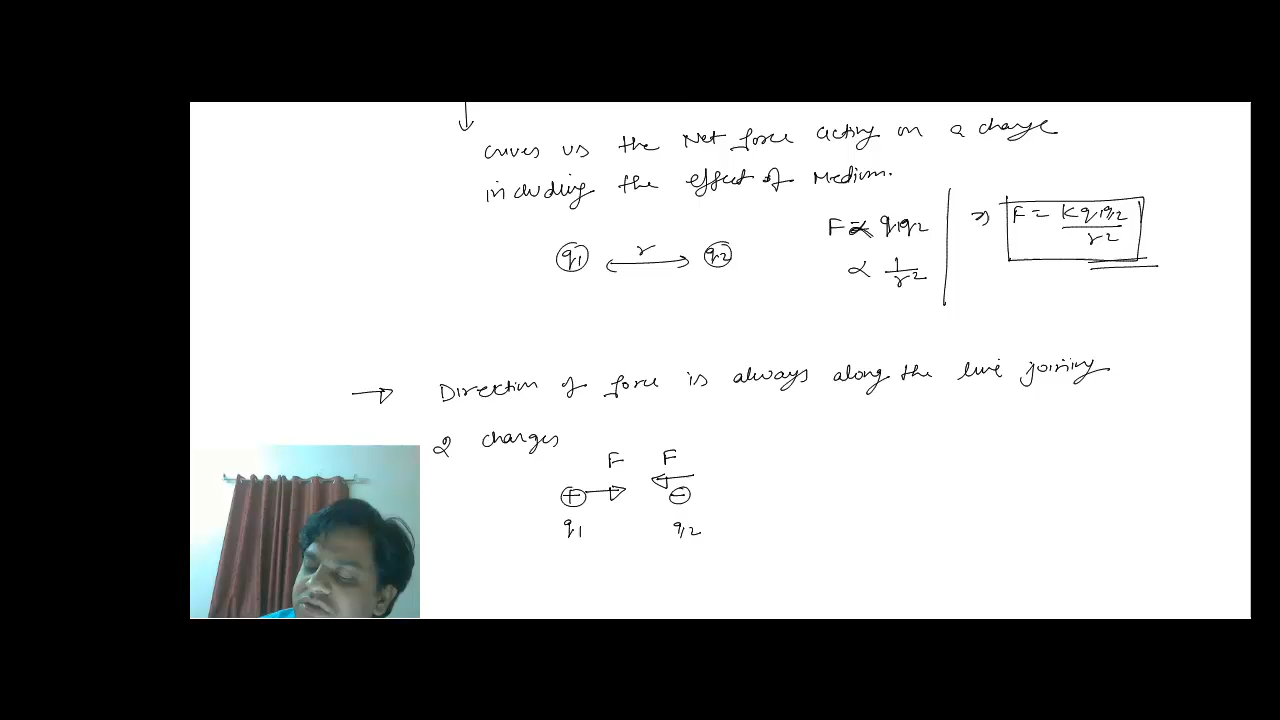 Gives us the Net force acting on a charge
including the effect of Medium.
F ∝ q1q2
∝ 1/r2
⇒ F = Kq1q2/r2
q1 r q2
→ Direction of force is always along the line joining
2 charges
F F
+ −
q1 q2